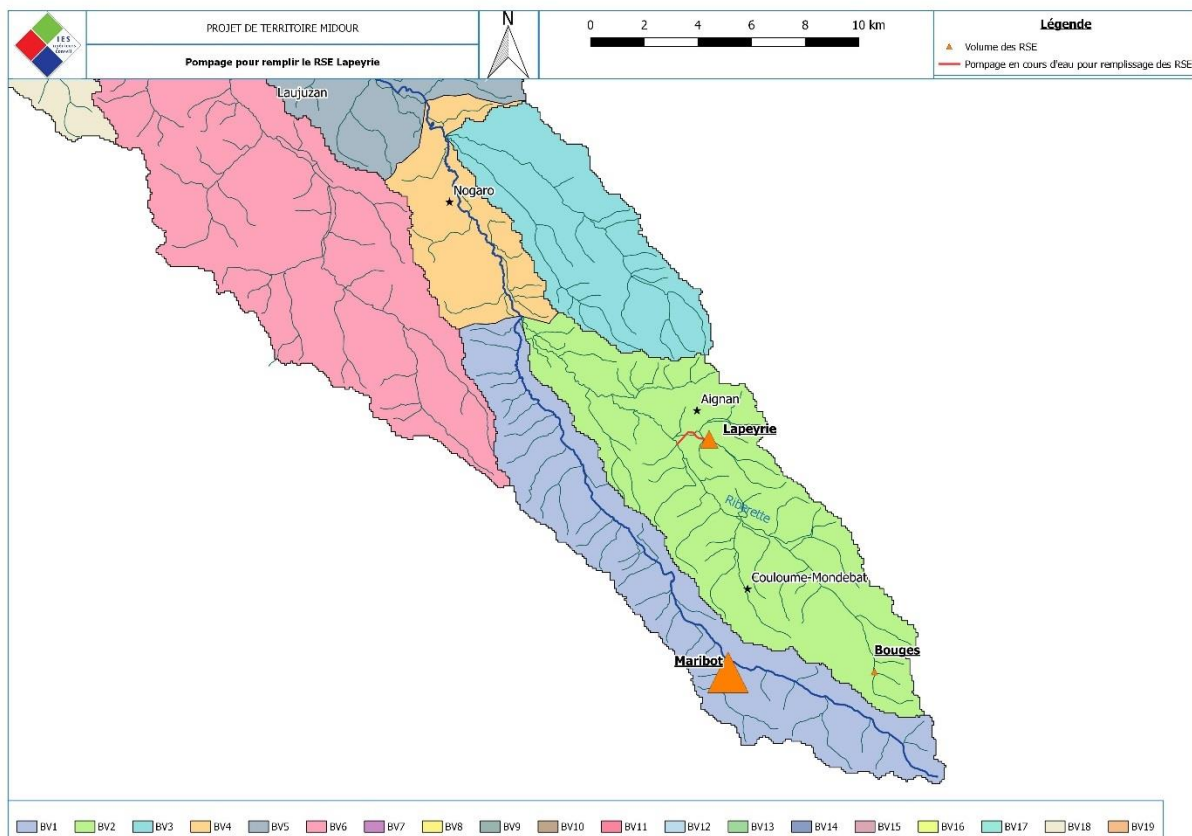 IES
PROJET DE TERRITOIRE MIDOUR
Pompage pour remplir le RSE Lapeyrie
N
0 2 4 6 8 10 km
Légende
Volume des RSE
Pompage en cours d'eau pour remplissage des RSE
Laujuzan
Nogaro
Aignan
Lapeyrie
Riberette
Couloume-Mondebat
Bouges
Maribot
BV1 BV2 BV3 BV4 BV5 BV6 BV7 BV8 BV9 BV10 BV11 BV12 BV13 BV14 BV15 BV16 BV17 BV18 BV19